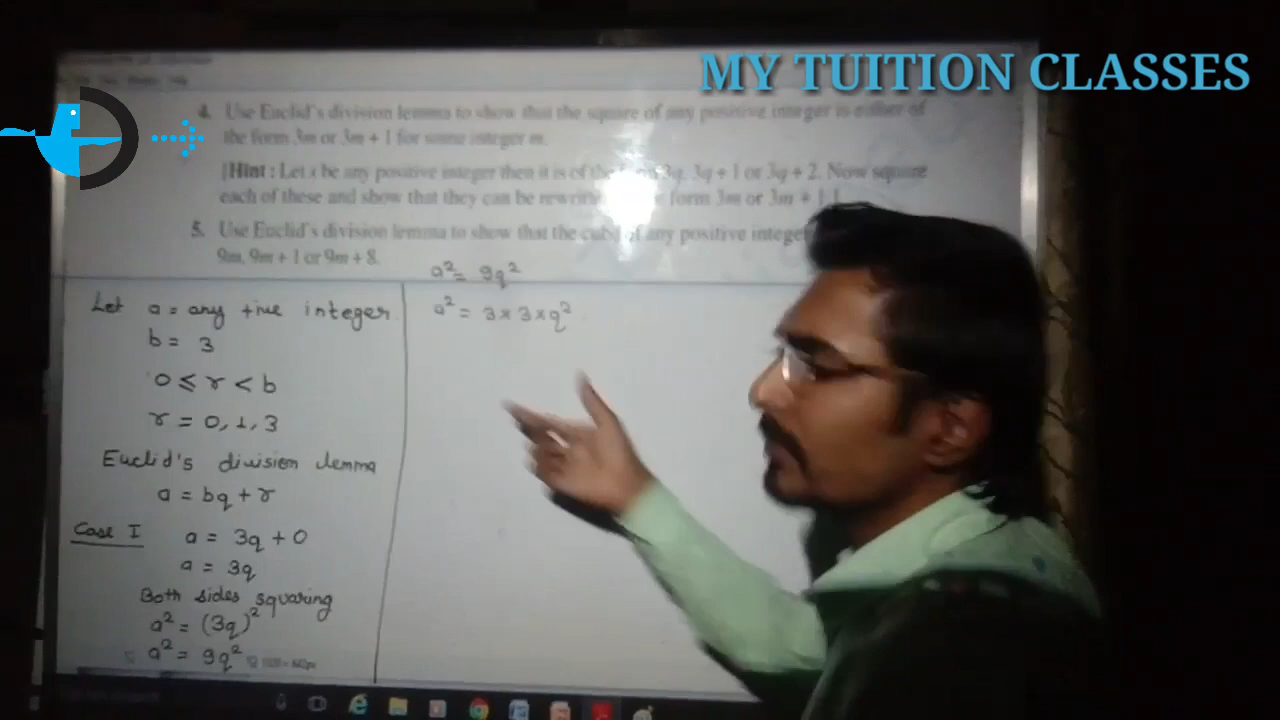 MY TUITION CLASSES
4. Use Euclid's division lemma to show that the square of any positive integer is either of
the form 3m or 3m + 1 for some integer m.
[Hint : Let x be any positive integer then it is of the 3q, 3q + 1 or 3q + 2. Now square
each of these and show that they can be form 3m or 3m + 1.]
5. Use Euclid's division lemma to show that the cube of any positive integer
9m, 9m + 1 or 9m + 8.
Let a = any +ive integer.
b = 3
0 ≤ r < b
r = 0, 1, 3
Euclid's division lemma
a = bq + r
Case I a = 3q + 0
a = 3q
Both sides squaring
a² = (3q)²
a² = 9q²
a² = 9q²
a² = 3 × 3 × q²